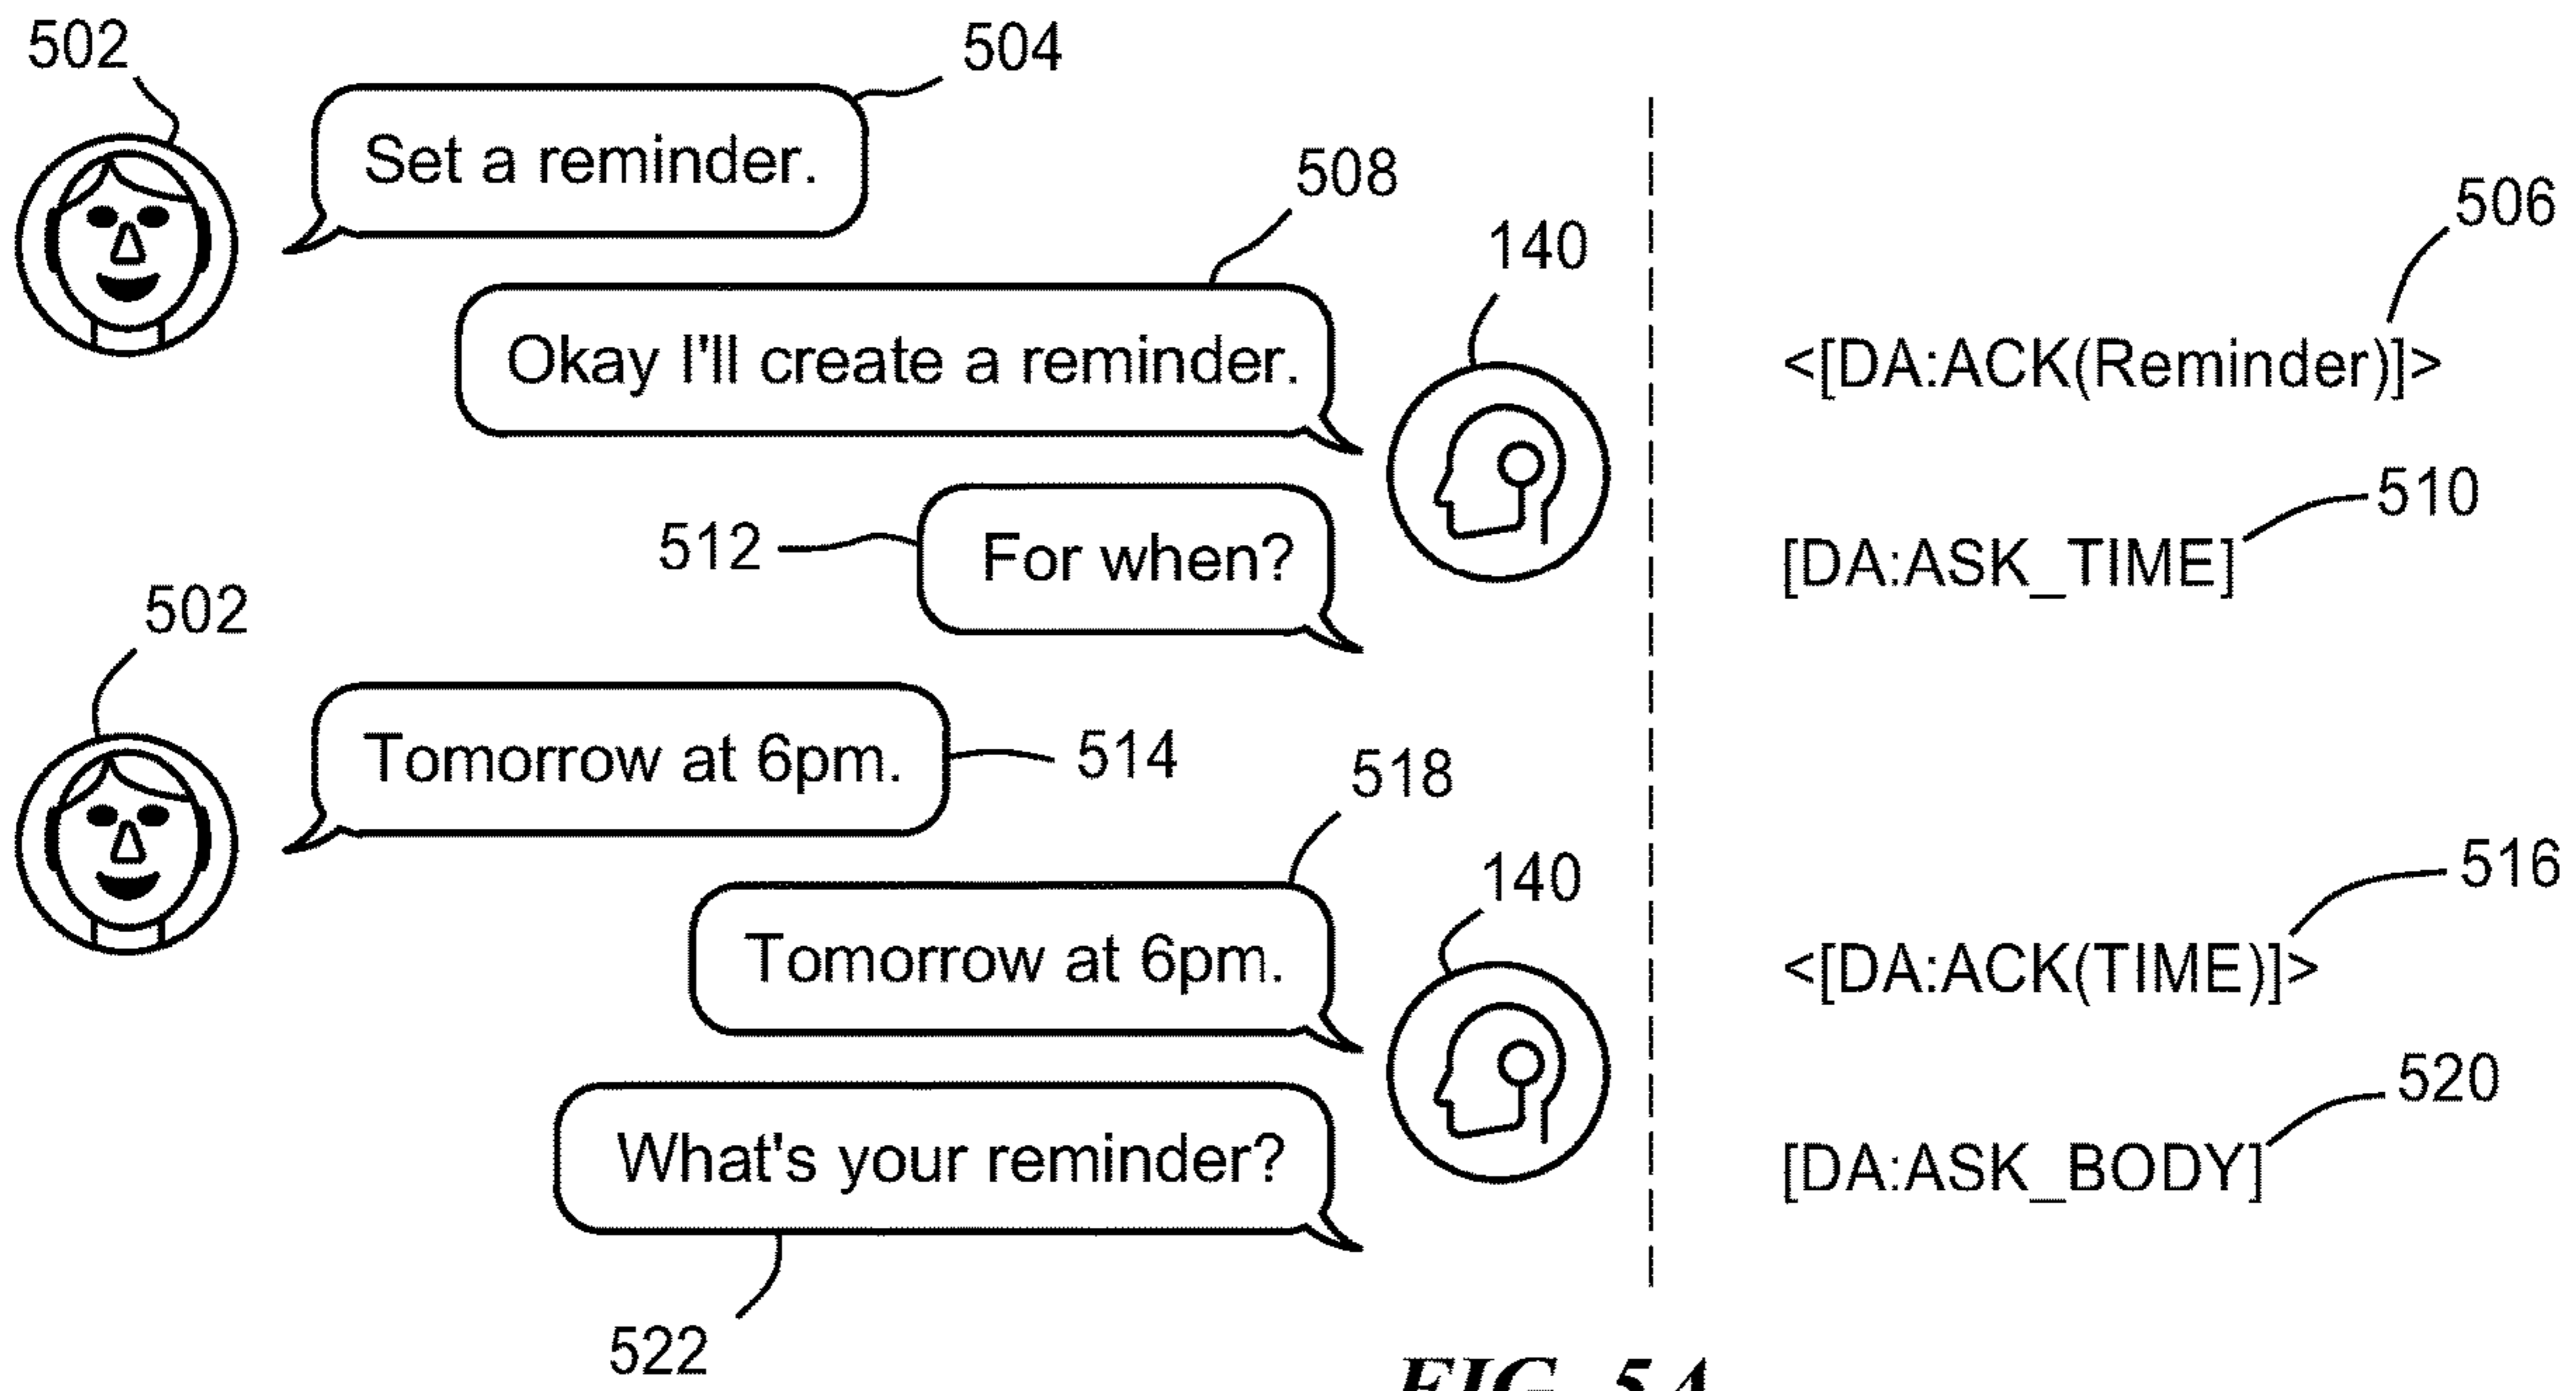 502
504
Set a reminder.
508
506
140
Okay I'll create a reminder.
<[DA:ACK(Reminder)]>
510
512
For when?
[DA:ASK_TIME]
502
Tomorrow at 6pm.
514
518
516
140
Tomorrow at 6pm.
<[DA:ACK(TIME)]>
520
What's your reminder?
[DA:ASK_BODY]
522
FIG. 5A